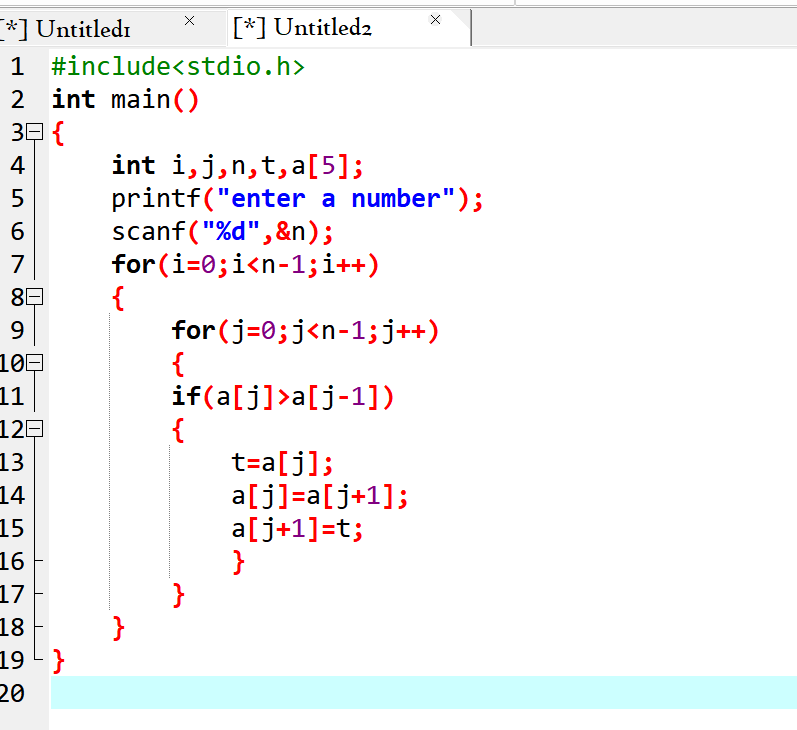 [*] Untitled1 × [*] Untitled2 ×
1 #include<stdio.h>
2 int main()
3 {
4 int i,j,n,t,a[5];
5 printf("enter a number");
6 scanf("%d",&n);
7 for(i=0;i<n-1;i++)
8 {
9 for(j=0;j<n-1;j++)
10 {
11 if(a[j]>a[j-1])
12 {
13 t=a[j];
14 a[j]=a[j+1];
15 a[j+1]=t;
16 }
17 }
18 }
19 }
20